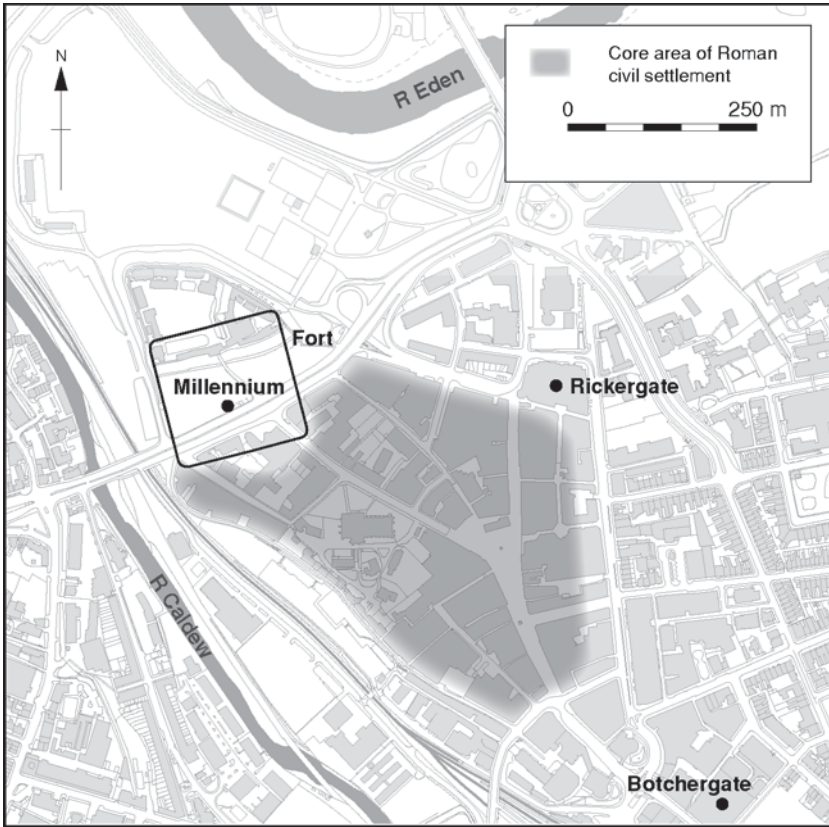 R Eden
Core area of Roman
civil settlement
0 250 m
N
Fort
Millennium
Rickergate
R Caldew
Botchergate